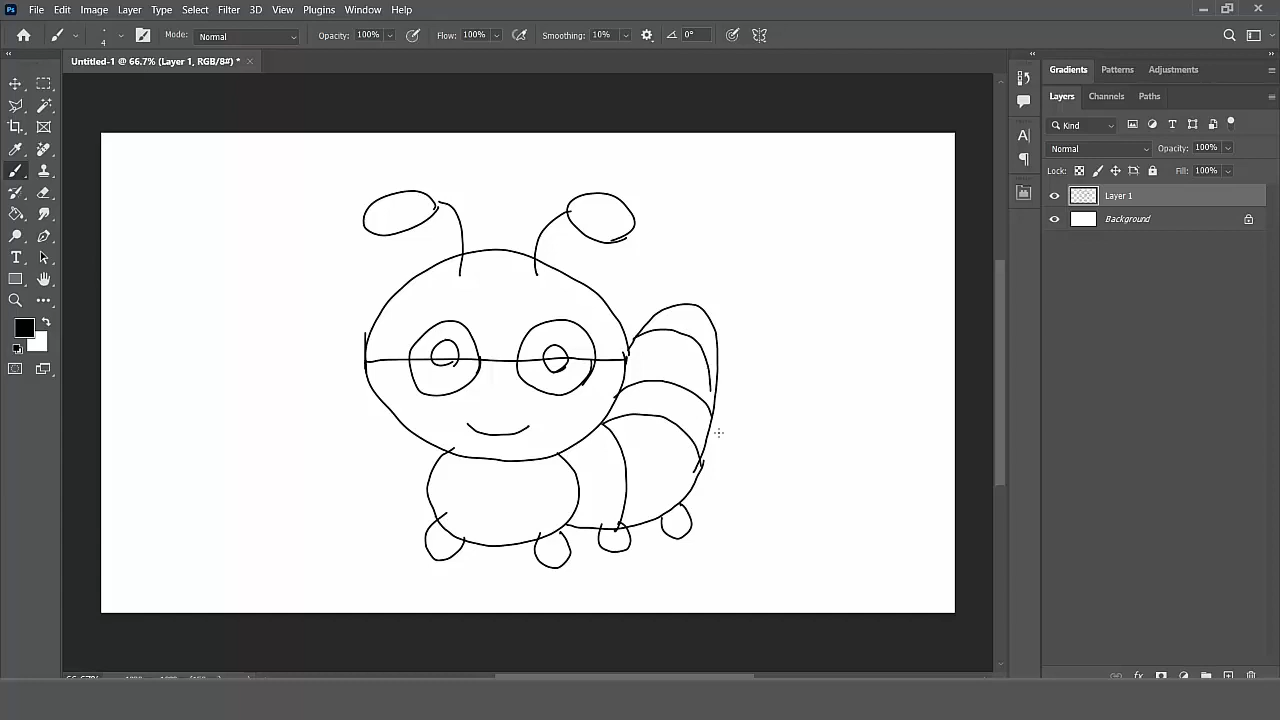 Ps File Edit Image Layer Type Select Filter 3D View Plugins Window Help
4 Mode: Normal Opacity: 100% Flow: 100% Smoothing: 10% 0°
Untitled-1 @ 66.7% (Layer 1, RGB/8#) * ×
Gradients Patterns Adjustments
Layers Channels Paths
Kind
Normal Opacity: 100%
Lock: Fill: 100%
Layer 1
Background